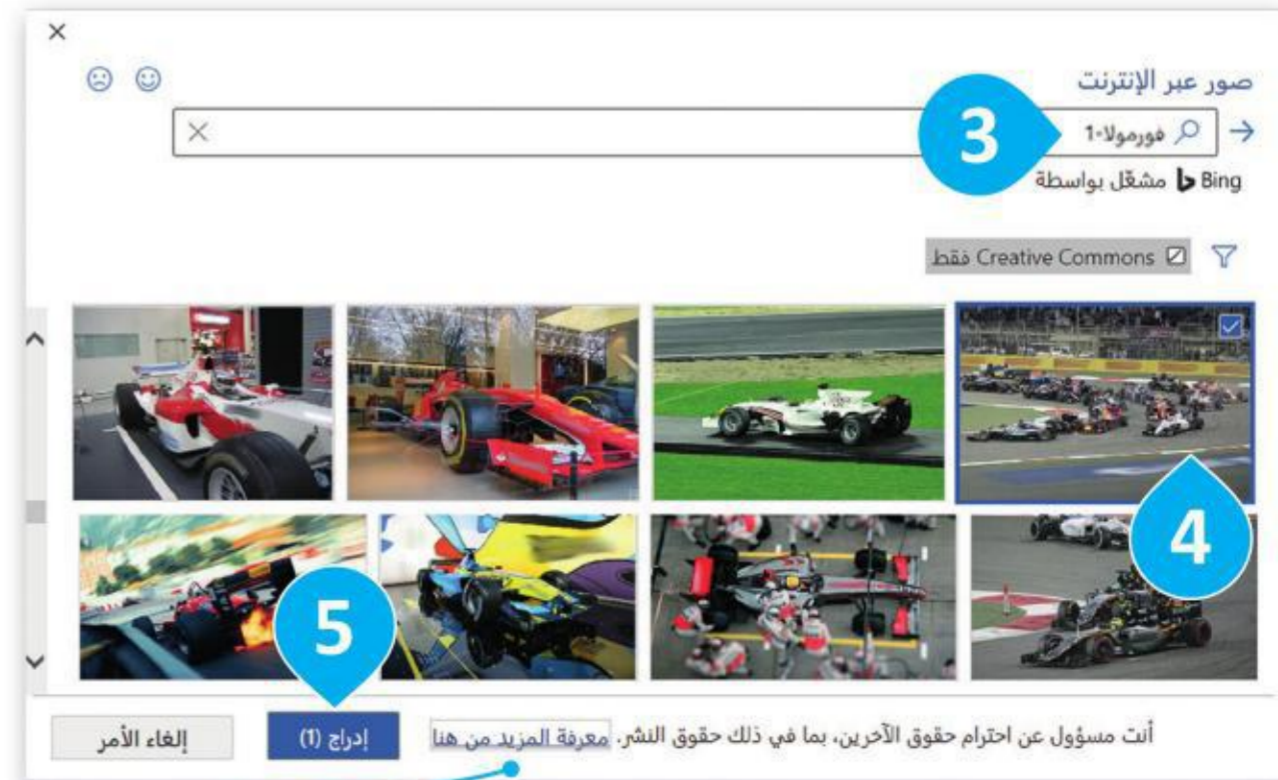 صور عبر الإنترنت
فورمولا-1
3
مشغّل بواسطة Bing
Creative Commons فقط
4
5
أنت مسؤول عن احترام حقوق الآخرين، بما في ذلك حقوق النشر. معرفة المزيد من هنا
إدراج (1)
إلغاء الأمر